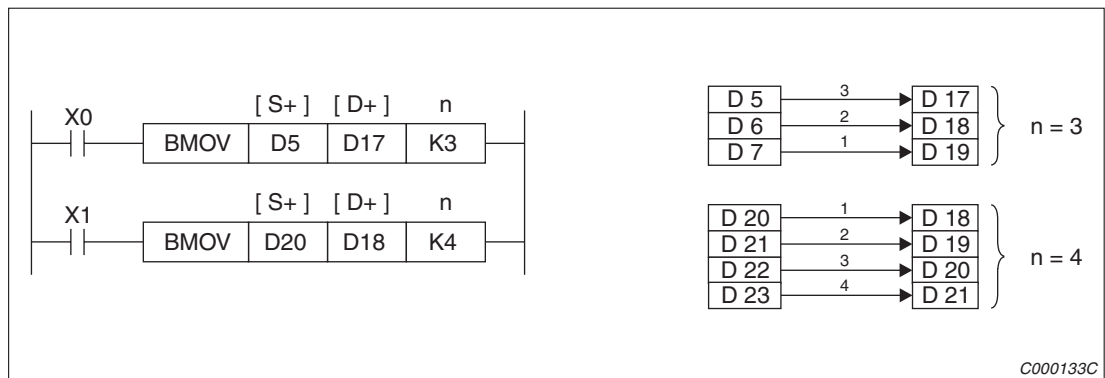 [ S+ ] [ D+ ] n
X0
BMOV D5 D17 K3
[ S+ ] [ D+ ] n
X1
BMOV D20 D18 K4
D 5 3 D 17
D 6 2 D 18
D 7 1 D 19
n = 3
D 20 1 D 18
D 21 2 D 19
D 22 3 D 20
D 23 4 D 21
n = 4
C000133C